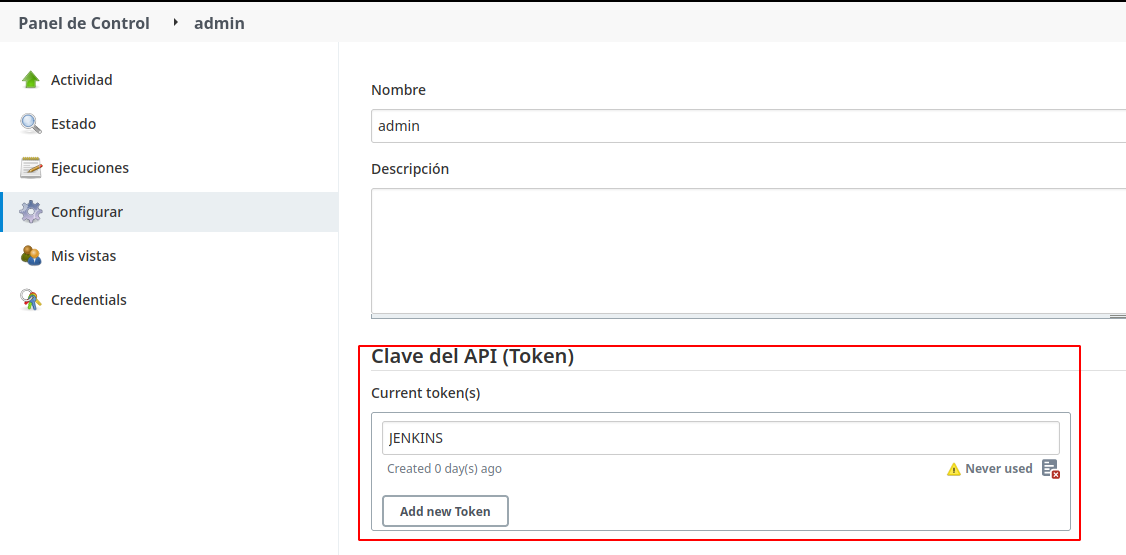 Panel de Control
admin
Actividad
Estado
Ejecuciones
Configurar
Mis vistas
Credentials
Nombre
admin
Descripción
Clave del API (Token)
Current token(s)
JENKINS
Created 0 day(s) ago
Never used
Add new Token